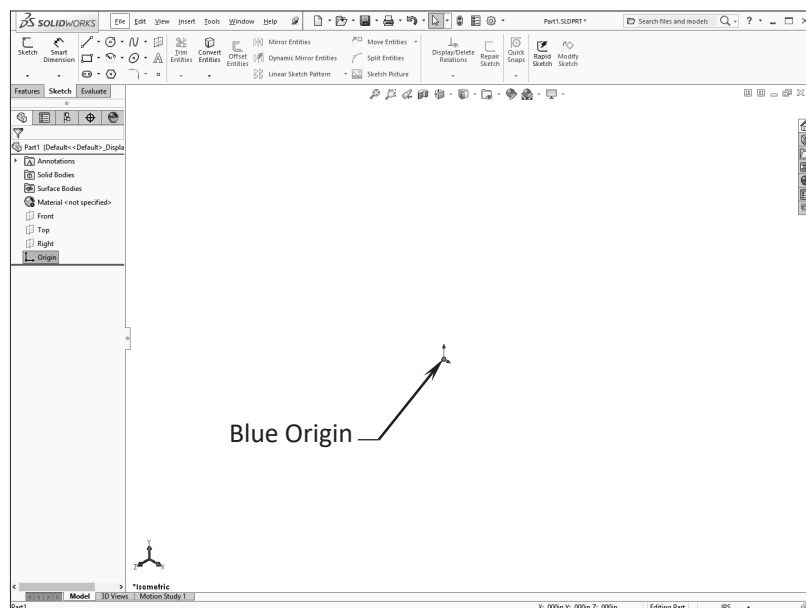 SOLIDWORKS File Edit View Insert Tools Window Help Part1.SLDPRT * Search files and models ?
Sketch Smart Dimension Trim Entities Convert Entities Offset Entities Mirror Entities Move Entities Display/Delete Relations Repair Sketch Quick Snaps Rapid Sketch Modify Sketch
Dynamic Mirror Entities Split Entities
Linear Sketch Pattern Sketch Picture
Features Sketch Evaluate
Part1 (Default<<Default>_Displa
Annotations
Solid Bodies
Surface Bodies
Material <not specified>
Front
Top
Right
Origin
Blue Origin
Y
Z X
*Isometric
Model 3D Views Motion Study 1
Part1 X: .000in Y: .000in Z: .000in Editing Part IPS